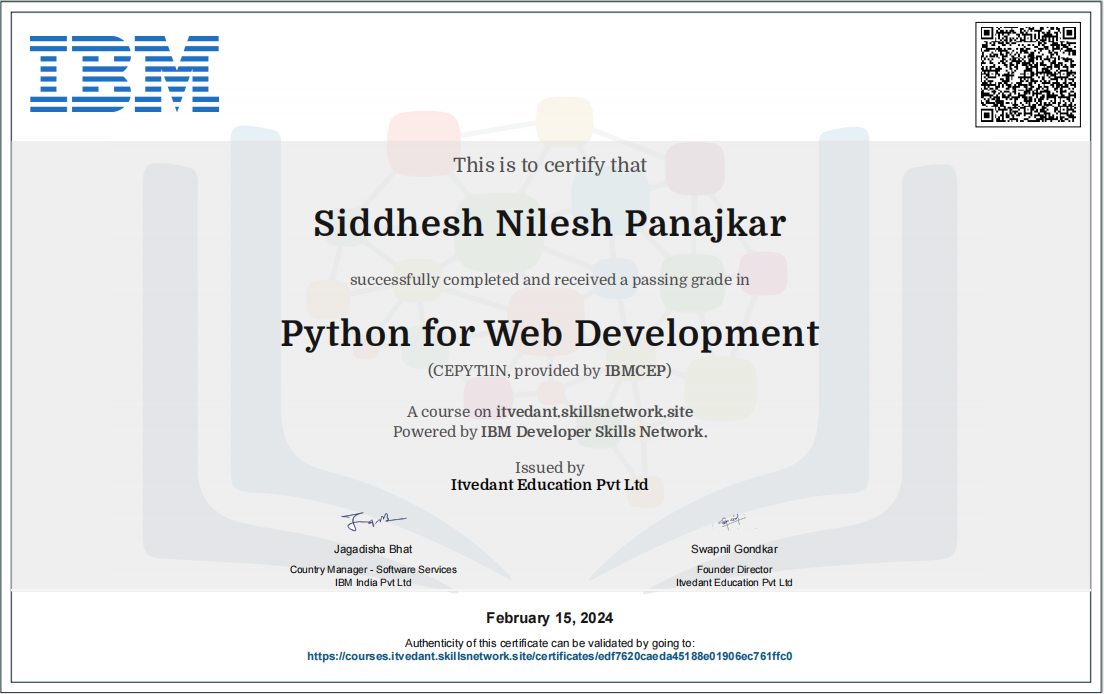 IBM
This is to certify that
Siddhesh Nilesh Panajkar
successfully completed and received a passing grade in
Python for Web Development
(CEPYT1IN, provided by IBMCEP)
A course on itvedant.skillsnetwork.site
Powered by IBM Developer Skills Network.
Issued by
Itvedant Education Pvt Ltd
Jagadisha Bhat
Country Manager - Software Services
IBM India Pvt Ltd
Swapnil Gondkar
Founder Director
Itvedant Education Pvt Ltd
February 15, 2024
Authenticity of this certificate can be validated by going to:
https://courses.itvedant.skillsnetwork.site/certificates/edf7620caeda45188e01906ec761ffc0